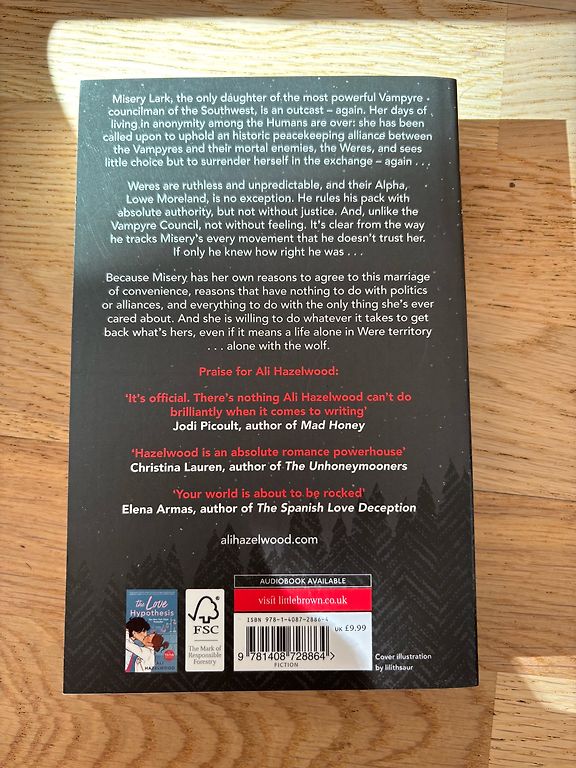 Misery Lark, the only daughter of the most powerful Vampyre
councilman of the Southwest, is an outcast – again. Her days of
living in anonymity among the Humans are over: she has been
called upon to uphold an historic peacekeeping alliance between
the Vampyres and their mortal enemies, the Weres, and sees
little choice but to surrender herself in the exchange – again . . .
Weres are ruthless and unpredictable, and their Alpha,
Lowe Moreland, is no exception. He rules his pack with
absolute authority, but not without justice. And, unlike the
Vampyre Council, not without feeling. It's clear from the way
he tracks Misery's every movement that he doesn't trust her.
If only he knew how right he was . . .
Because Misery has her own reasons to agree to this marriage
of convenience, reasons that have nothing to do with politics
or alliances, and everything to do with the only thing she's ever
cared about. And she is willing to do whatever it takes to get
back what's hers, even if it means a life alone in Were territory
. . . alone with the wolf.
Praise for Ali Hazelwood:
'It's official. There's nothing Ali Hazelwood can't do
brilliantly when it comes to writing'
Jodi Picoult, author of Mad Honey
'Hazelwood is an absolute romance powerhouse'
Christina Lauren, author of The Unhoneymooners
'Your world is about to be rocked'
Elena Armas, author of The Spanish Love Deception
alihazelwood.com
the Love
Hypothesis
ALI
HAZELWOOD
FSC
The Mark of
Responsible
Forestry
AUDIOBOOK AVAILABLE
visit littlebrown.co.uk
ISBN 978-1-4087-2886-4
UK £9.99
9 781408 728864 >
FICTION
Cover illustration
by lilithsaur